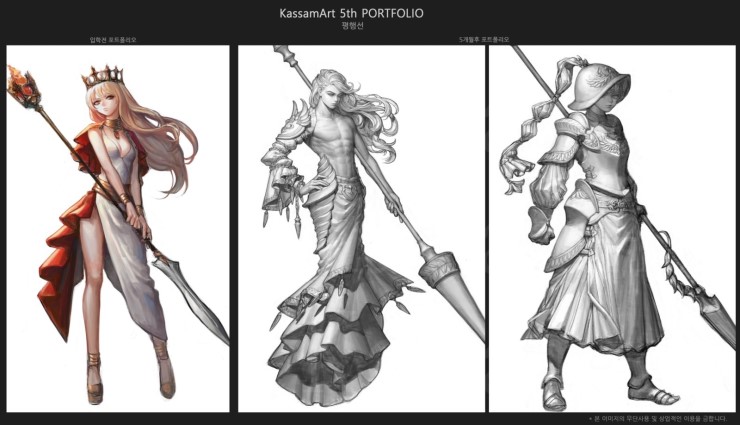 KassamArt 5th PORTFOLIO
평행선
입학전 포트폴리오
5개월후 포트폴리오
* 본 이미지의 무단사용 및 상업적인 이용을 금합니다.